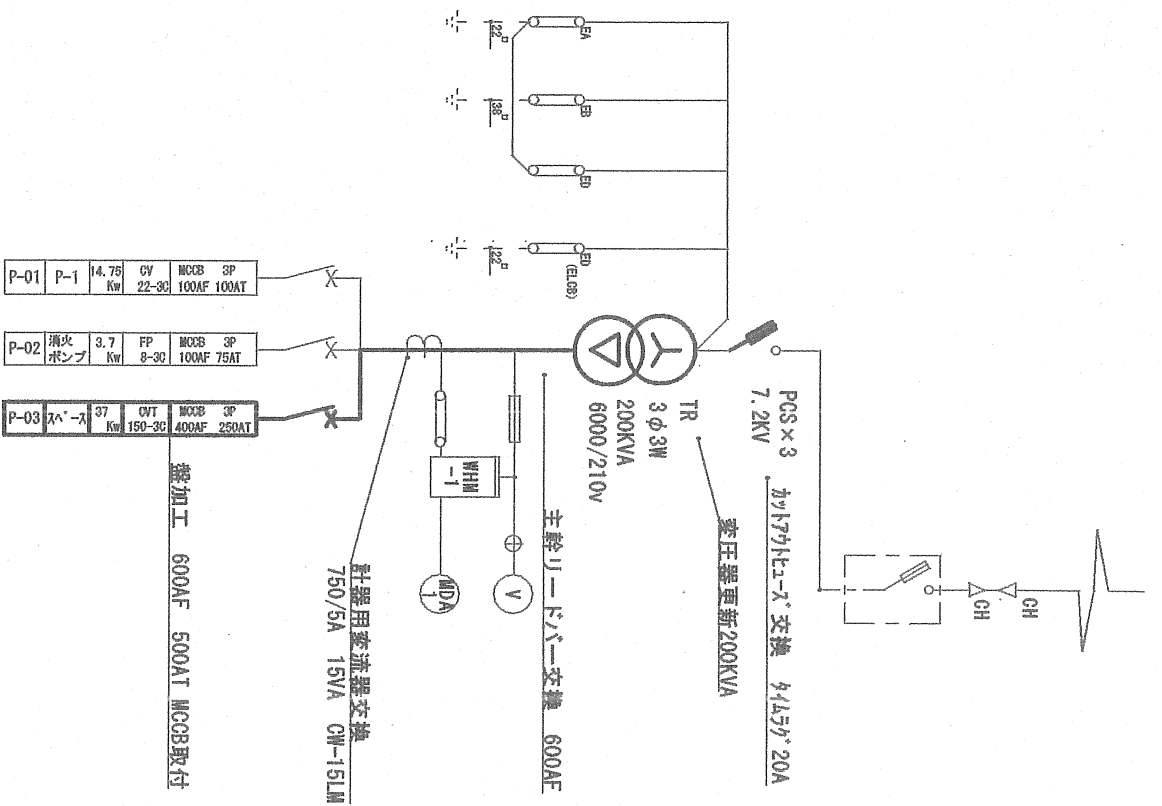 EA
22□
EB
38□
ED
ED
(ELCB)
22□
P-01 P-1 14.75 Kw CV 22-3C MCCB 3P 100AF 100AT
P-02 消火ポンプ 3.7 Kw FP 8-3C MCCB 3P 100AF 75AT
P-03 スペース 37 Kw CVT 150-3C MCCB 3P 400AF 250AT
盤加工 600AF 500AT MCCB取付
計器用変流器交換
750/5A 15VA CW-15LM
WHM
-1
MDA
1
V
主幹リードバー交換 600AF
TR
3φ3W
200KVA
6000/210v
変圧器更新200KVA
PCS×3
7.2KV
カットアウトヒューズ交換 タイムラグ20A
CH
CH